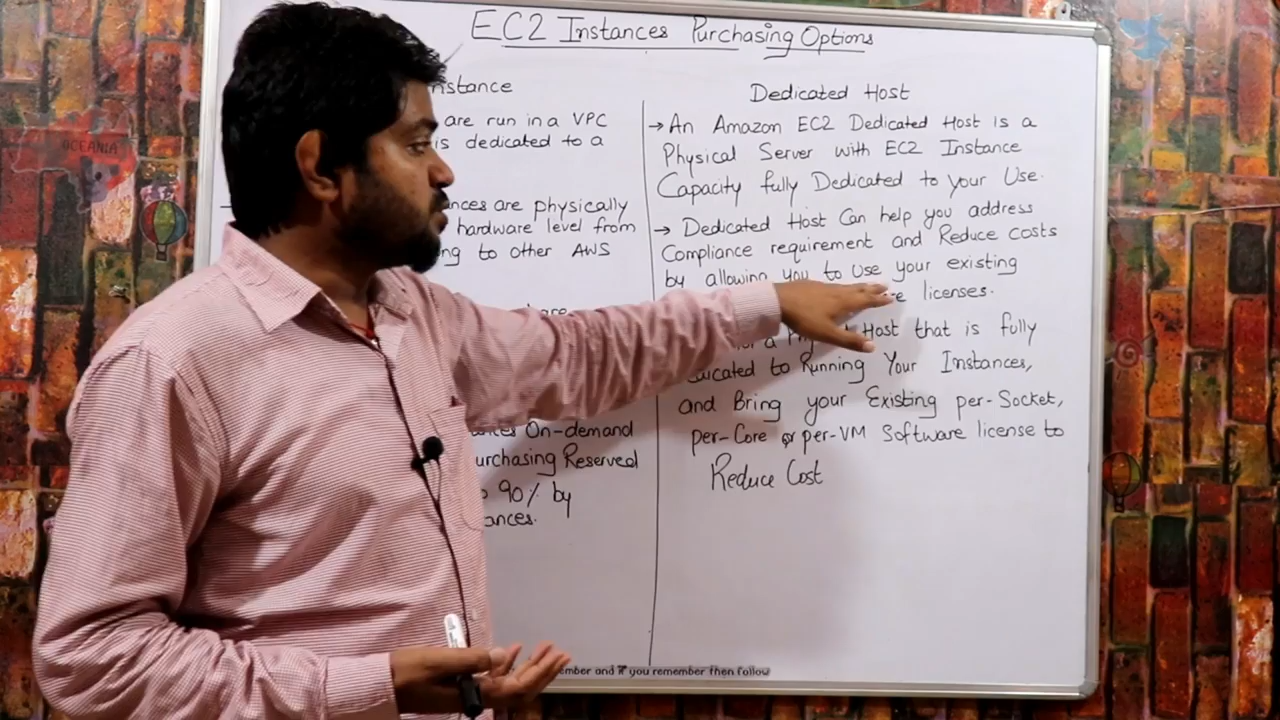 EC2 Instances Purchasing Options
nstance
are run in a VPC
is dedicated to a
ances are physically
hardware level from
ng to other AWS
are
On-demand
urchasing Reserved
90% by
ances.
Dedicated Host
→ An Amazon EC2 Dedicated Host is a
Physical Server with EC2 Instance
Capacity fully Dedicated to your Use.
→ Dedicated Host Can help you address
Compliance requirement and Reduce Costs
by allowing you to Use your existing
licenses.
a Host that is fully
to Running Your Instances,
and Bring your Existing per-Socket,
per-Core or per-VM Software license to
Reduce Cost
ember and if you remember then follow
OCEANIA